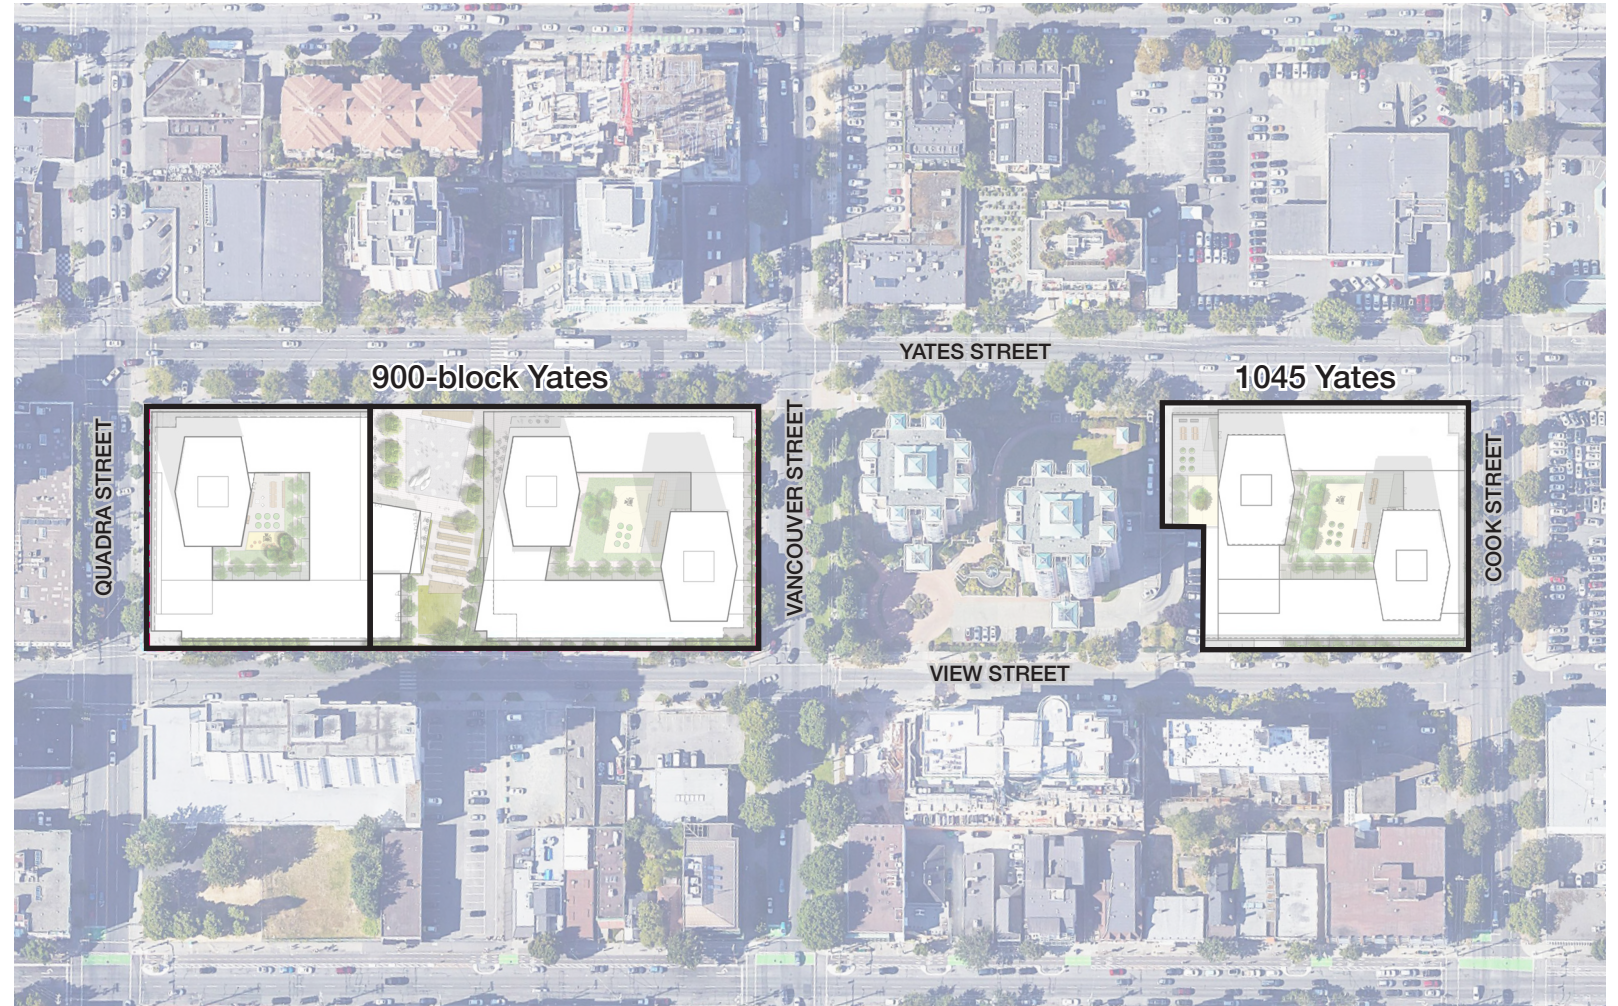 YATES STREET
900-block Yates
1045 Yates
QUADRA STREET
VANCOUVER STREET
COOK STREET
VIEW STREET